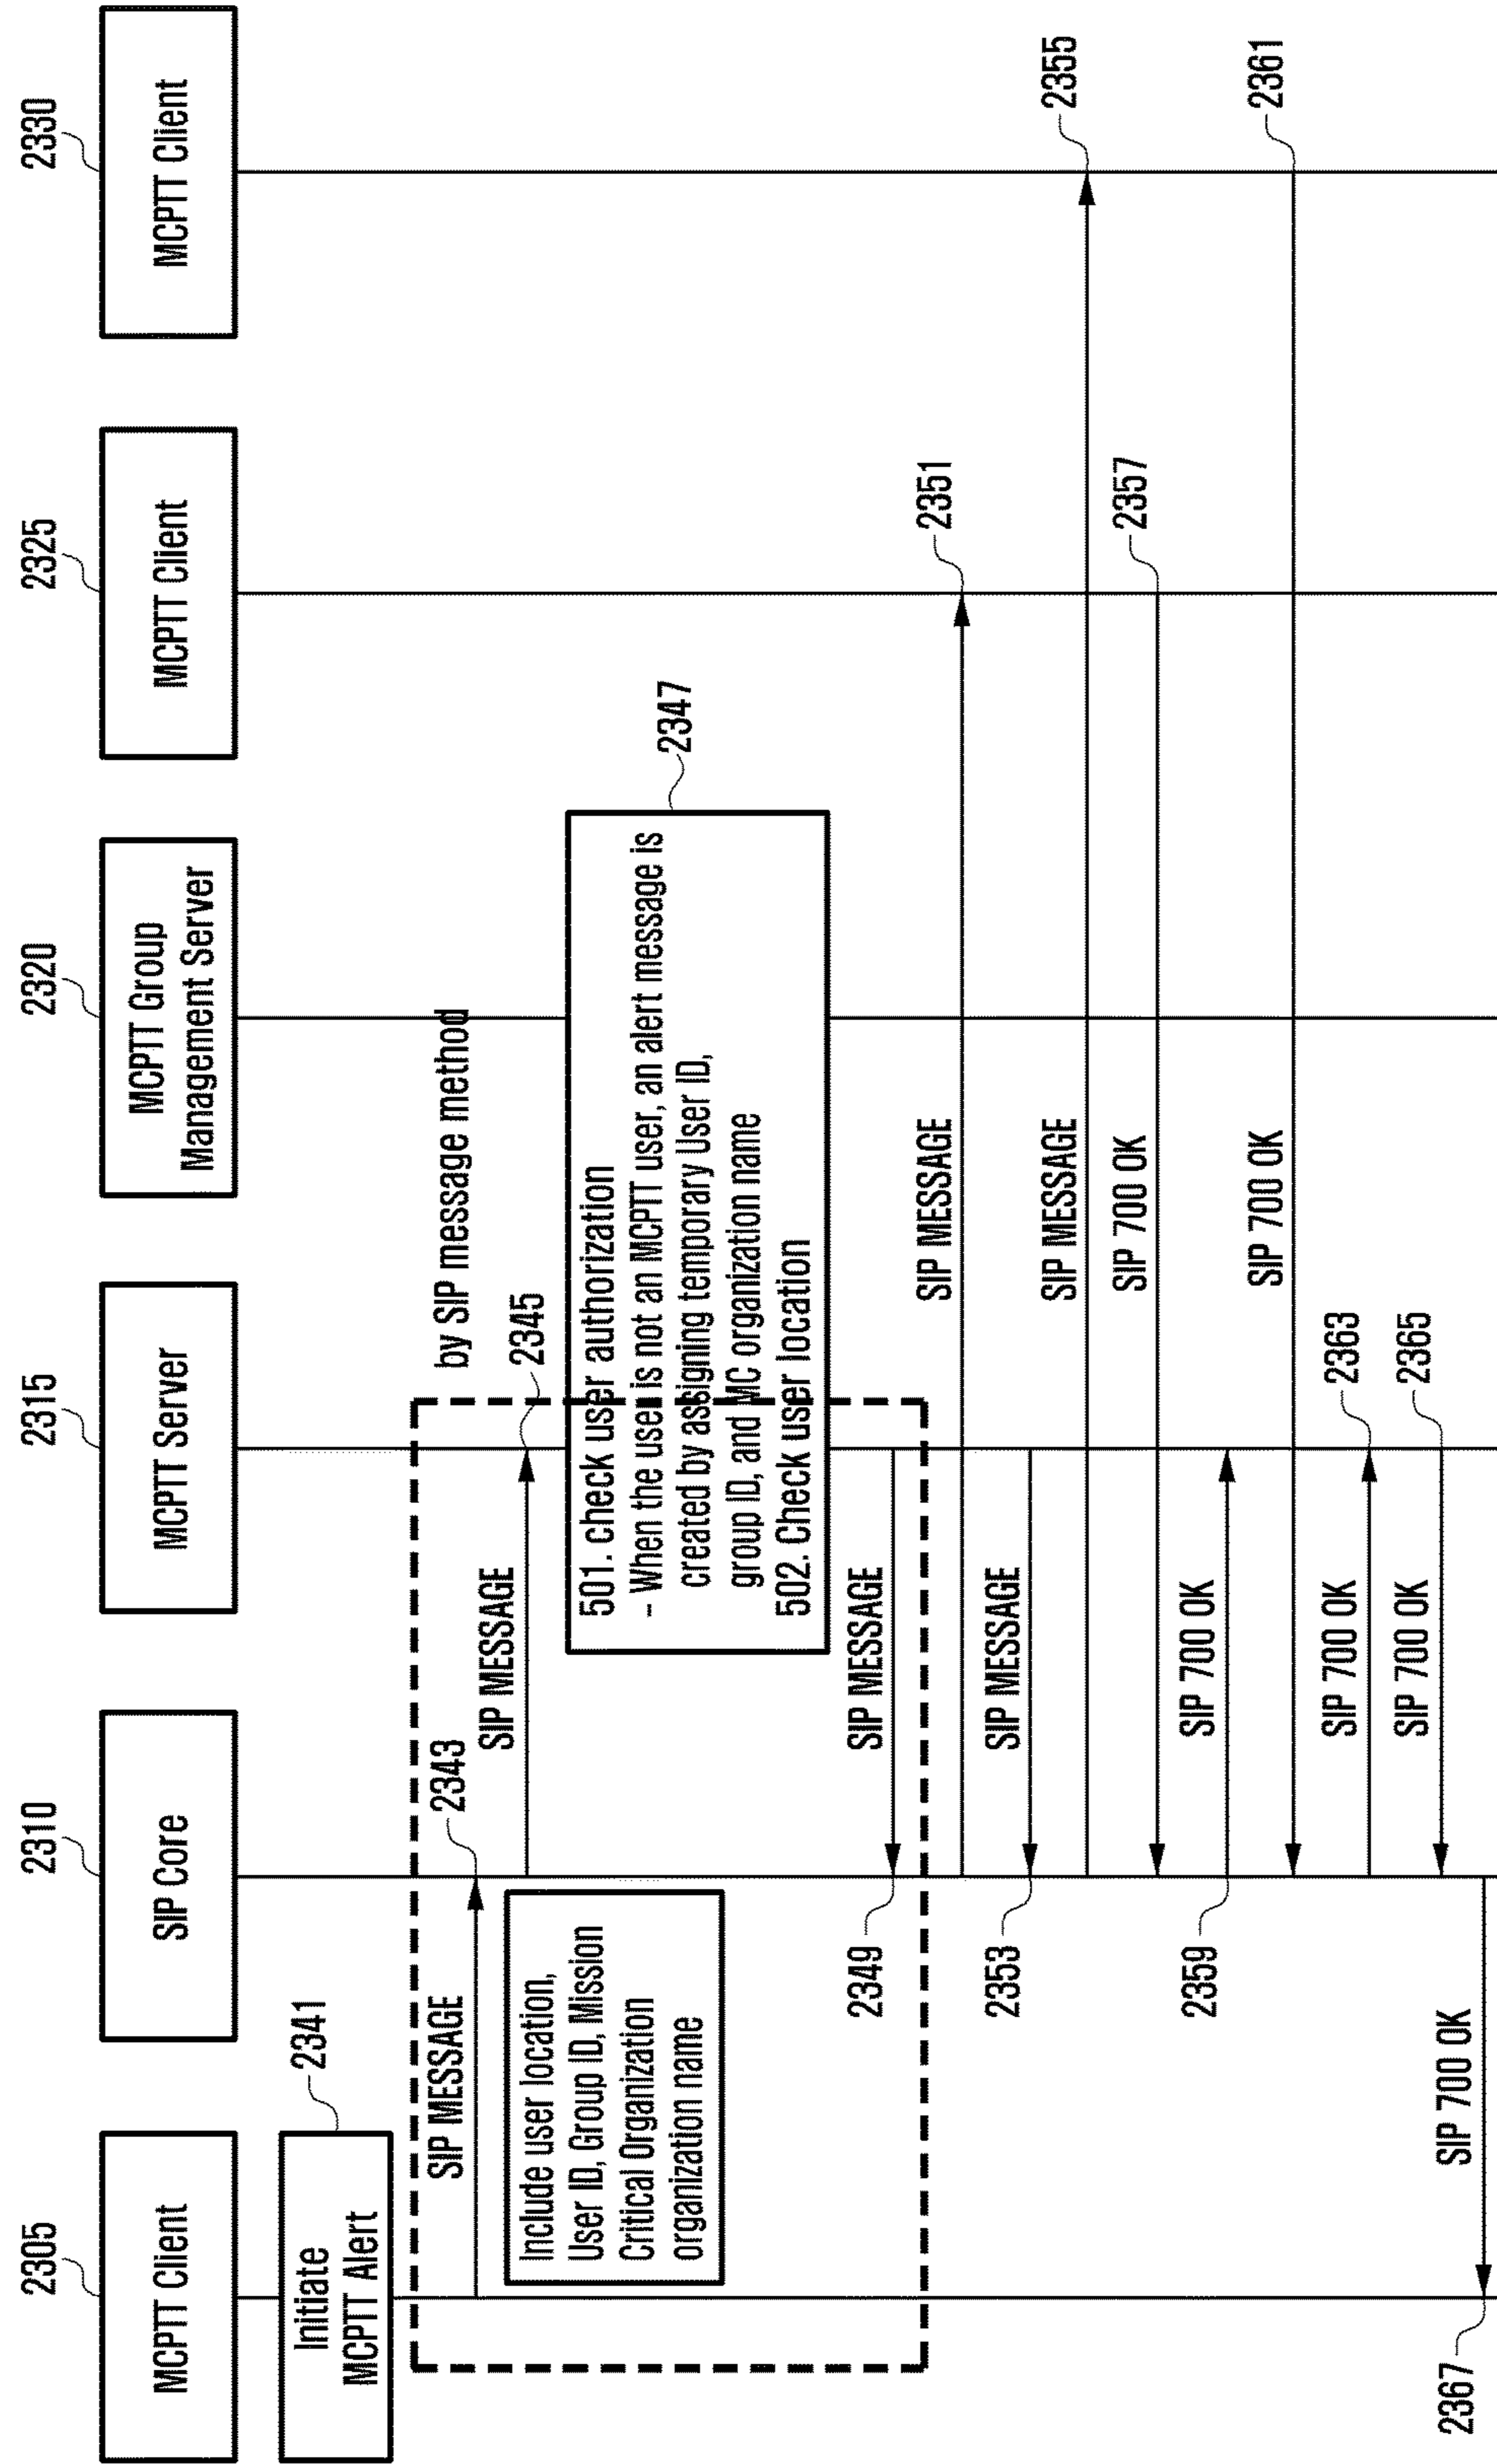 2305
2310
2315
2320
2325
2330
MCPTT Client
SIP Core
MCPTT Server
MCPTT Group
Management Server
MCPTT Client
MCPTT Client
Initiate
MCPTT Alert
2341
by SIP message method
SIP MESSAGE
2343
SIP MESSAGE
2345
Include user location,
User ID, Group ID, Mission
Critical Organization
organization name
501. check user authorization
- When the user is not an MCPTT user, an alert message is
created by assigning temporary User ID,
group ID, and MC organization name
502. Check user location
2347
SIP MESSAGE
2349
SIP MESSAGE
2351
SIP MESSAGE
2353
SIP MESSAGE
2355
SIP 700 OK
2357
SIP 700 OK
2359
SIP 700 OK
2361
SIP 700 OK
2363
SIP 700 OK
2365
SIP 700 OK
2367